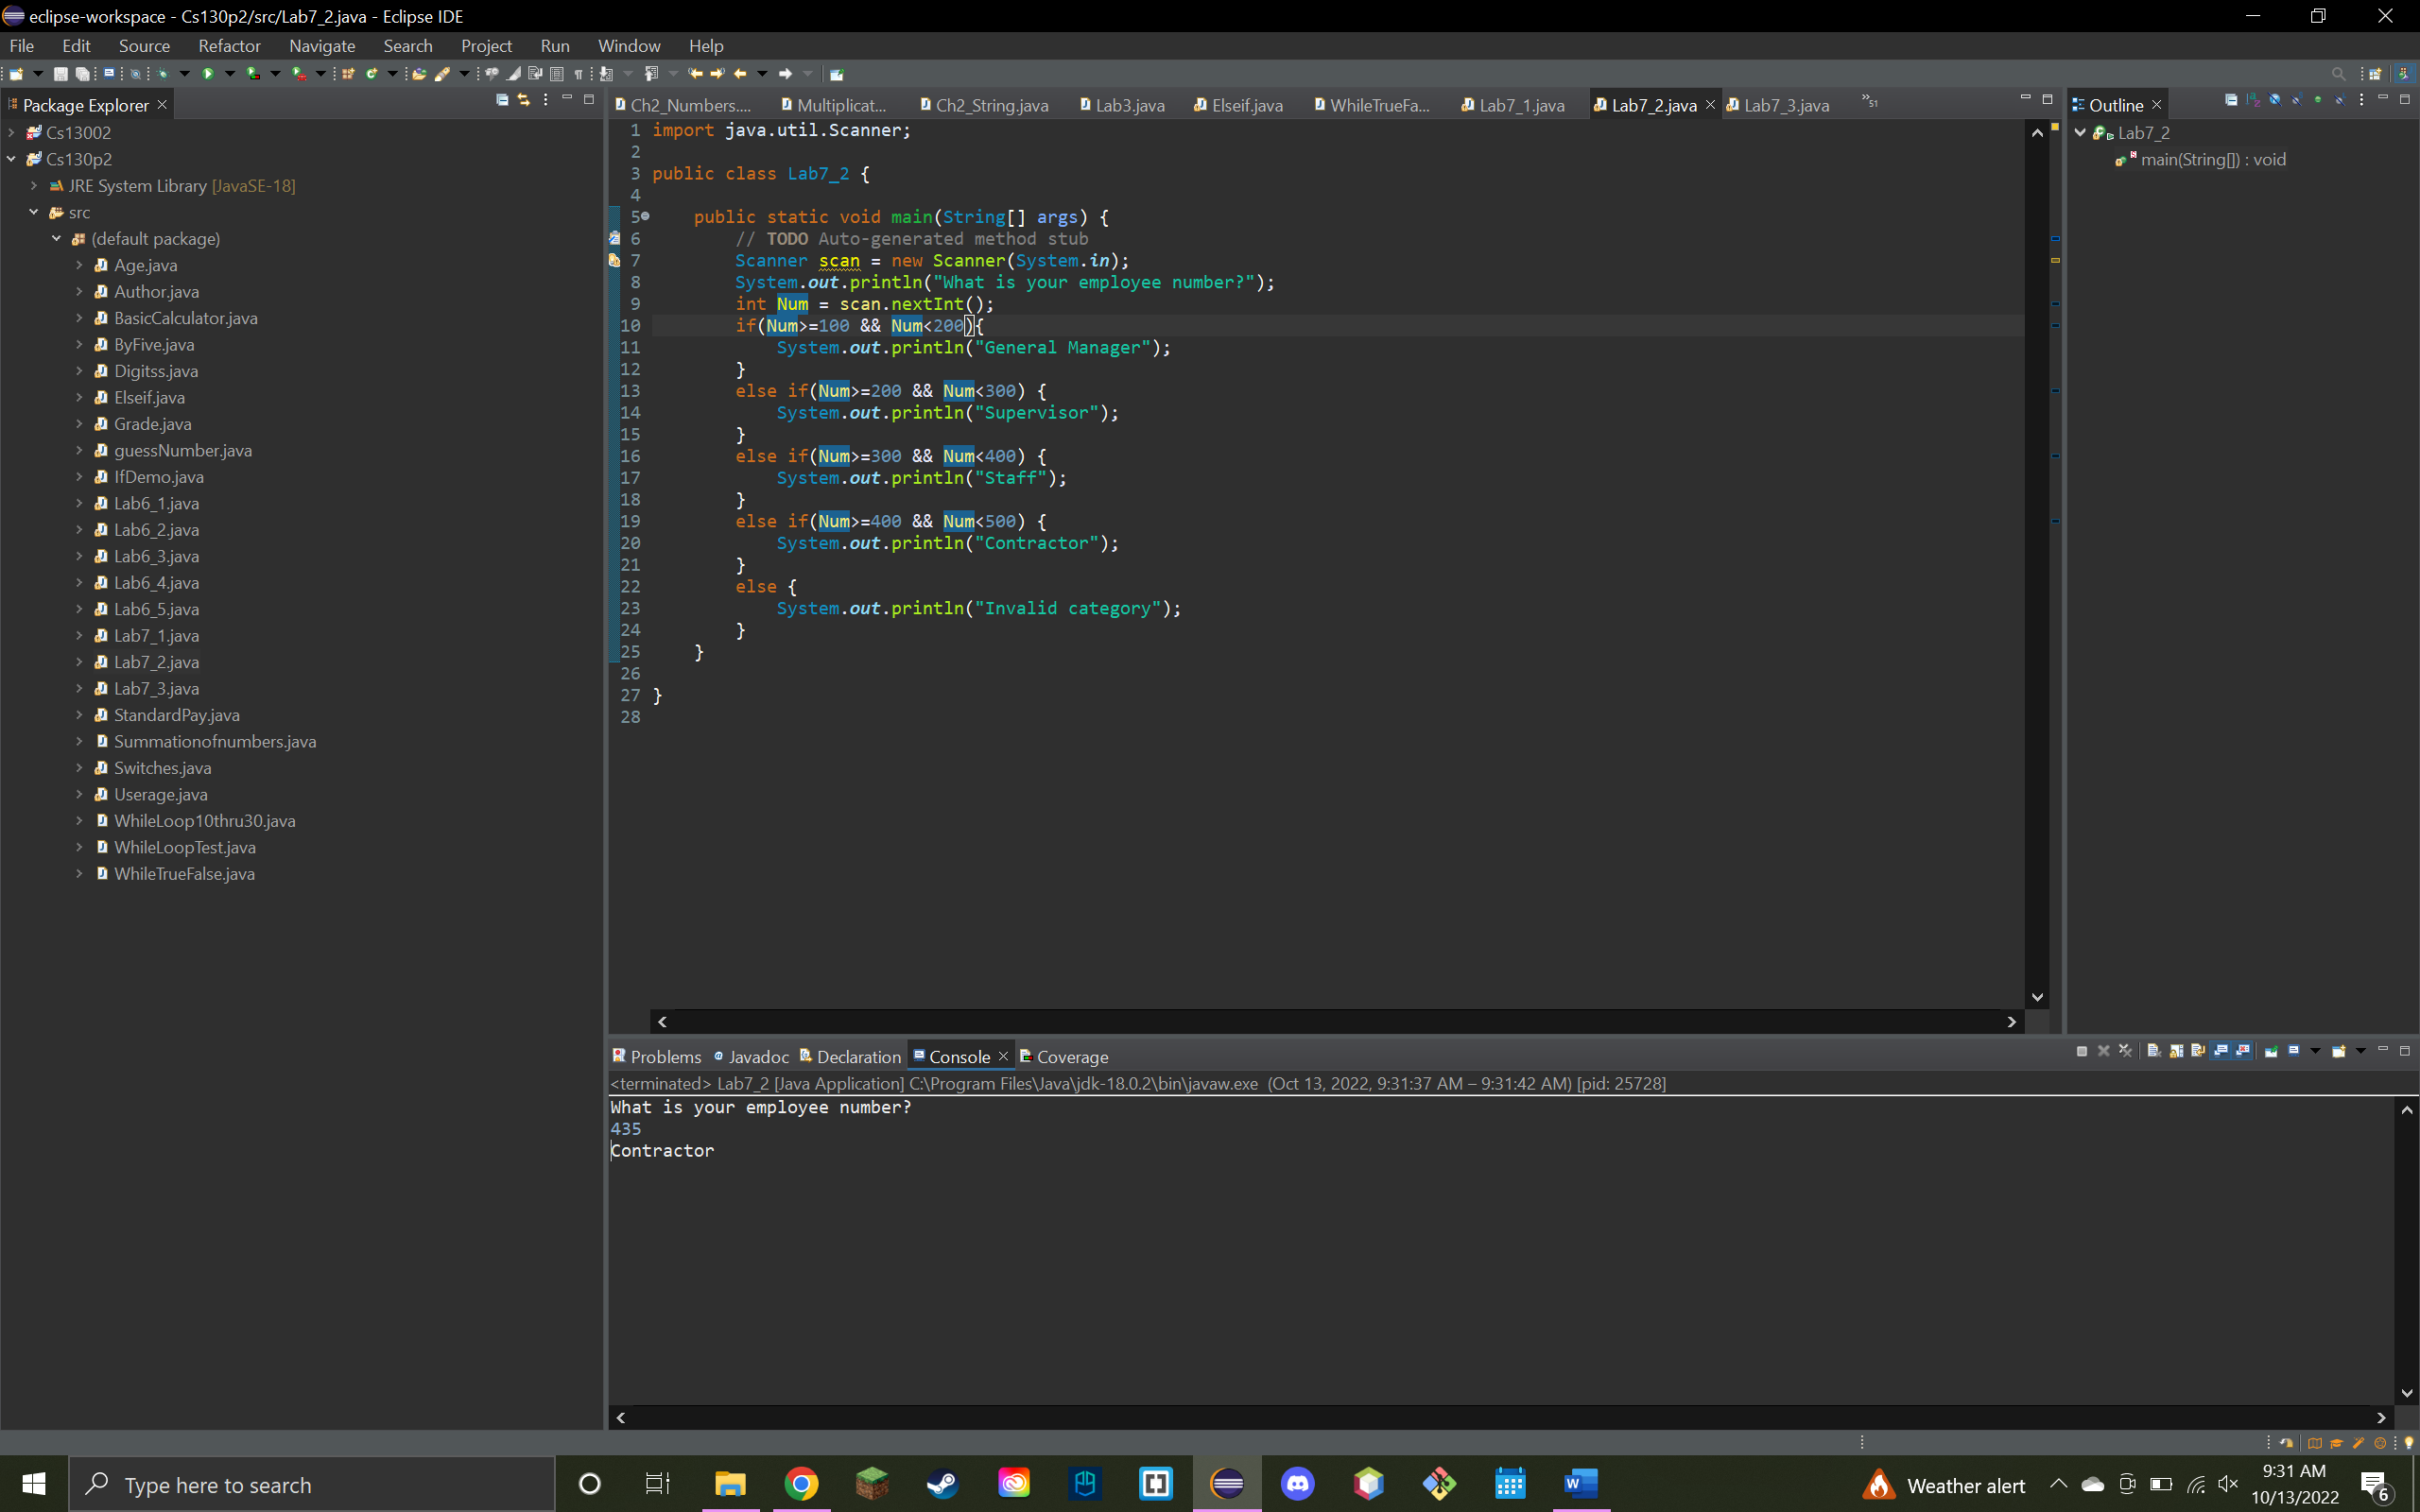 eclipse-workspace - Cs130p2/src/Lab7_2.java - Eclipse IDE
File Edit Source Refactor Navigate Search Project Run Window Help
Package Explorer
Cs13002
Cs130p2
JRE System Library [JavaSE-18]
src
(default package)
Age.java
Author.java
BasicCalculator.java
ByFive.java
Digitss.java
Elseif.java
Grade.java
guessNumber.java
IfDemo.java
Lab6_1.java
Lab6_2.java
Lab6_3.java
Lab6_4.java
Lab6_5.java
Lab7_1.java
Lab7_2.java
Lab7_3.java
StandardPay.java
Summationofnumbers.java
Switches.java
Userage.java
WhileLoop10thru30.java
WhileLoopTest.java
WhileTrueFalse.java
Ch2_Numbers.... Multiplicat... Ch2_String.java Lab3.java Elseif.java WhileTrueFa... Lab7_1.java Lab7_2.java Lab7_3.java »51
1 import java.util.Scanner;
2
3 public class Lab7_2 {
4
5 public static void main(String[] args) {
6 // TODO Auto-generated method stub
7 Scanner scan = new Scanner(System.in);
8 System.out.println("What is your employee number?");
9 int Num = scan.nextInt();
10 if(Num>=100 && Num<200){
11 System.out.println("General Manager");
12 }
13 else if(Num>=200 && Num<300) {
14 System.out.println("Supervisor");
15 }
16 else if(Num>=300 && Num<400) {
17 System.out.println("Staff");
18 }
19 else if(Num>=400 && Num<500) {
20 System.out.println("Contractor");
21 }
22 else {
23 System.out.println("Invalid category");
24 }
25 }
26
27 }
28
Outline
Lab7_2
main(String[]) : void
Problems Javadoc Declaration Console Coverage
<terminated> Lab7_2 [Java Application] C:\Program Files\Java\jdk-18.0.2\bin\javaw.exe (Oct 13, 2022, 9:31:37 AM – 9:31:42 AM) [pid: 25728]
What is your employee number?
435
Contractor
Type here to search
Weather alert
9:31 AM
10/13/2022
6